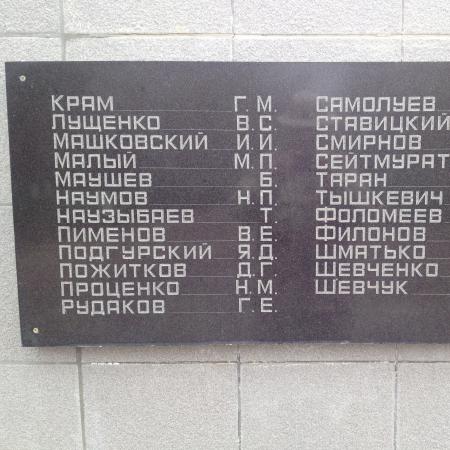 КРАМ Г. М.
ЛУЩЕНКО В. С.
МАШКОВСКИЙ И. И.
МАЛЫЙ М. П.
МАУШЕВ Б.
НАУМОВ Н. П.
НАУЗЫБАЕВ Т.
ПИМЕНОВ В. Е.
ПОДГУРСКИЙ Я. Д.
ПОЖИТКОВ Д. Г.
ПРОЦЕНКО Н. М.
РУДАКОВ Г. Е.
САМОЛУЕВ
СТАВИЦКИЙ
СМИРНОВ
СЕЙТМУРАТ
ТАРАН
ТЫШКЕВИЧ
ФОЛОМЕЕВ
ФИЛОНОВ
ШМАТЬКО
ШЕВЧЕНКО
ШЕВЧУК